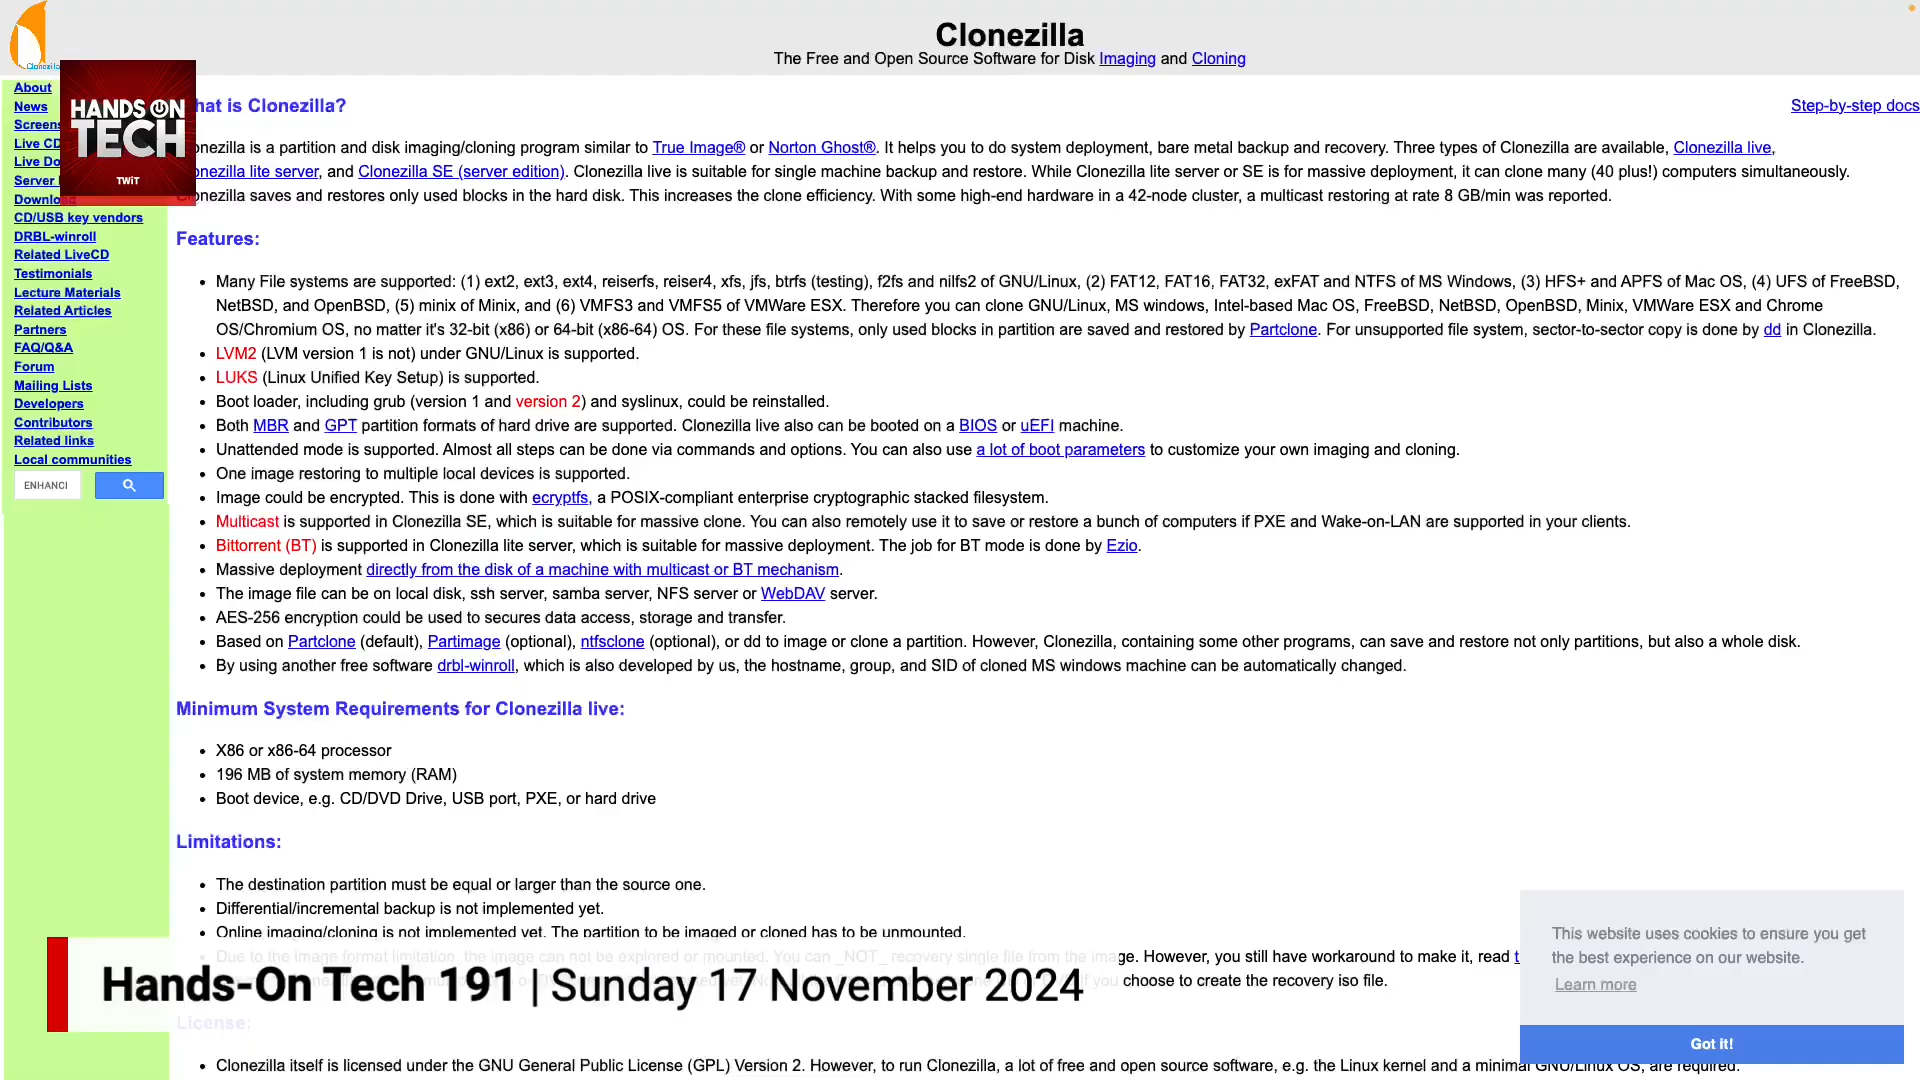 Clonezilla
The Free and Open Source Software for Disk Imaging and Cloning
Clonezilla
About
News
Screens
Live CD
Live Do
Server
Download
CD/USB key vendors
DRBL-winroll
Related LiveCD
Testimonials
Lecture Materials
Related Articles
Partners
FAQ/Q&A
Forum
Mailing Lists
Developers
Contributors
Related links
Local communities
ENHANCI
HANDS ON
TECH
TWiT
hat is Clonezilla?
Step-by-step docs
onezilla is a partition and disk imaging/cloning program similar to True Image® or Norton Ghost®. It helps you to do system deployment, bare metal backup and recovery. Three types of Clonezilla are available, Clonezilla live,
onezilla lite server, and Clonezilla SE (server edition). Clonezilla live is suitable for single machine backup and restore. While Clonezilla lite server or SE is for massive deployment, it can clone many (40 plus!) computers simultaneously.
Clonezilla saves and restores only used blocks in the hard disk. This increases the clone efficiency. With some high-end hardware in a 42-node cluster, a multicast restoring at rate 8 GB/min was reported.
Features:
• Many File systems are supported: (1) ext2, ext3, ext4, reiserfs, reiser4, xfs, jfs, btrfs (testing), f2fs and nilfs2 of GNU/Linux, (2) FAT12, FAT16, FAT32, exFAT and NTFS of MS Windows, (3) HFS+ and APFS of Mac OS, (4) UFS of FreeBSD,
NetBSD, and OpenBSD, (5) minix of Minix, and (6) VMFS3 and VMFS5 of VMWare ESX. Therefore you can clone GNU/Linux, MS windows, Intel-based Mac OS, FreeBSD, NetBSD, OpenBSD, Minix, VMWare ESX and Chrome
OS/Chromium OS, no matter it's 32-bit (x86) or 64-bit (x86-64) OS. For these file systems, only used blocks in partition are saved and restored by Partclone. For unsupported file system, sector-to-sector copy is done by dd in Clonezilla.
• LVM2 (LVM version 1 is not) under GNU/Linux is supported.
• LUKS (Linux Unified Key Setup) is supported.
• Boot loader, including grub (version 1 and version 2) and syslinux, could be reinstalled.
• Both MBR and GPT partition formats of hard drive are supported. Clonezilla live also can be booted on a BIOS or uEFI machine.
• Unattended mode is supported. Almost all steps can be done via commands and options. You can also use a lot of boot parameters to customize your own imaging and cloning.
• One image restoring to multiple local devices is supported.
• Image could be encrypted. This is done with ecryptfs, a POSIX-compliant enterprise cryptographic stacked filesystem.
• Multicast is supported in Clonezilla SE, which is suitable for massive clone. You can also remotely use it to save or restore a bunch of computers if PXE and Wake-on-LAN are supported in your clients.
• Bittorrent (BT) is supported in Clonezilla lite server, which is suitable for massive deployment. The job for BT mode is done by Ezio.
• Massive deployment directly from the disk of a machine with multicast or BT mechanism.
• The image file can be on local disk, ssh server, samba server, NFS server or WebDAV server.
• AES-256 encryption could be used to secures data access, storage and transfer.
• Based on Partclone (default), Partimage (optional), ntfsclone (optional), or dd to image or clone a partition. However, Clonezilla, containing some other programs, can save and restore not only partitions, but also a whole disk.
• By using another free software drbl-winroll, which is also developed by us, the hostname, group, and SID of cloned MS windows machine can be automatically changed.
Minimum System Requirements for Clonezilla live:
• X86 or x86-64 processor
• 196 MB of system memory (RAM)
• Boot device, e.g. CD/DVD Drive, USB port, PXE, or hard drive
Limitations:
• The destination partition must be equal or larger than the source one.
• Differential/incremental backup is not implemented yet.
• Online imaging/cloning is not implemented yet. The partition to be imaged or cloned has to be unmounted.
• Due to the image format limitation, the image can not be explored or mounted. You can _NOT_ recovery single file from the image. However, you still have workaround to make it, read t
choose to create the recovery iso file.
Hands-On Tech 191 | Sunday 17 November 2024
License:
• Clonezilla itself is licensed under the GNU General Public License (GPL) Version 2. However, to run Clonezilla, a lot of free and open source software, e.g. the Linux kernel and a minimal GNU/Linux OS, are required.
This website uses cookies to ensure you get
the best experience on our website.
Learn more
Got it!